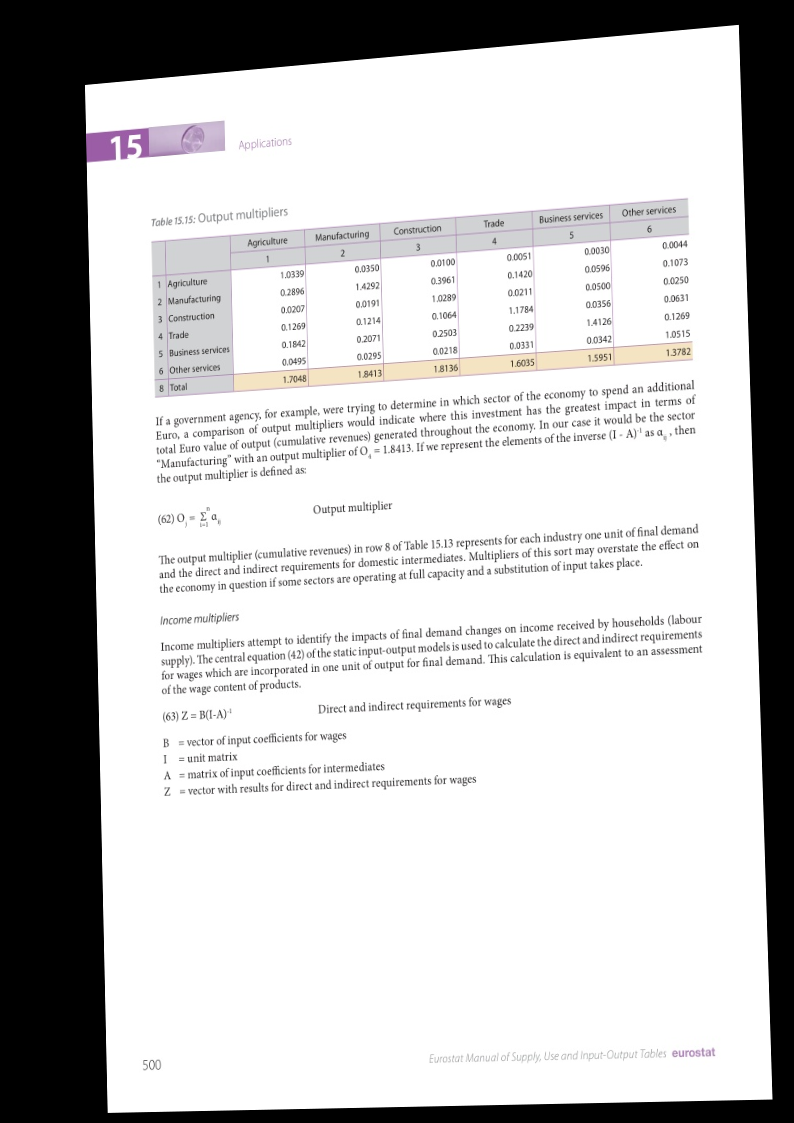 15
Applications
Table 15.15: Output multipliers
Agriculture Manufacturing Construction Trade Business services Other services
1 2 3 4 5 6
1 Agriculture 1.0339 0.0350 0.0100 0.0051 0.0030 0.0044
2 Manufacturing 0.2896 1.4292 0.3961 0.1420 0.0596 0.1073
3 Construction 0.0207 0.0191 1.0289 0.0211 0.0500 0.0250
4 Trade 0.1269 0.1214 0.1064 1.1784 0.0356 0.0631
5 Business services 0.1842 0.2071 0.2503 0.2239 1.4126 0.1269
6 Other services 0.0495 0.0295 0.0218 0.0331 0.0342 1.0515
8 Total 1.7048 1.8413 1.8136 1.6035 1.5951 1.3782
If a government agency, for example, were trying to determine in which sector of the economy to spend an additional
Euro, a comparison of output multipliers would indicate where this investment has the greatest impact in terms of
total Euro value of output (cumulative revenues) generated throughout the economy. In our case it would be the sector
"Manufacturing" with an output multiplier of O4 = 1.8413. If we represent the elements of the inverse (I - A)-1 as αij , then
the output multiplier is defined as:
(62) Oj = n Σ i=1 αij Output multiplier
The output multiplier (cumulative revenues) in row 8 of Table 15.13 represents for each industry one unit of final demand
and the direct and indirect requirements for domestic intermediates. Multipliers of this sort may overstate the effect on
the economy in question if some sectors are operating at full capacity and a substitution of input takes place.
Income multipliers
Income multipliers attempt to identify the impacts of final demand changes on income received by households (labour
supply). The central equation (42) of the static input-output models is used to calculate the direct and indirect requirements
for wages which are incorporated in one unit of output for final demand. This calculation is equivalent to an assessment
of the wage content of products.
(63) Z = B(I-A)-1 Direct and indirect requirements for wages
B = vector of input coefficients for wages
I = unit matrix
A = matrix of input coefficients for intermediates
Z = vector with results for direct and indirect requirements for wages
500
Eurostat Manual of Supply, Use and Input-Output Tables eurostat